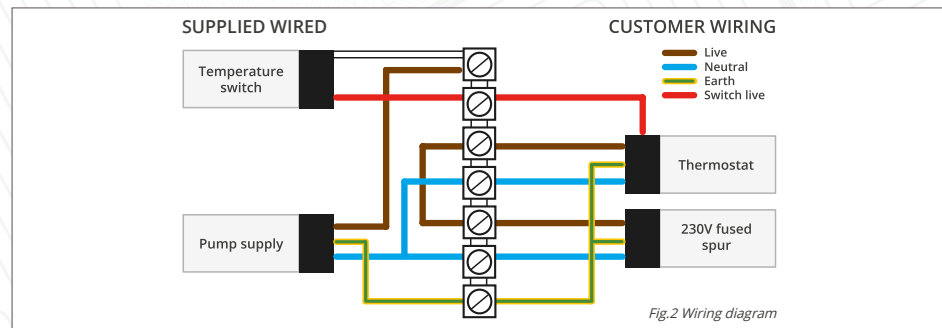 SUPPLIED WIRED
CUSTOMER WIRING
Live
Neutral
Earth
Switch live
Temperature
switch
Thermostat
Pump supply
230V fused
spur
Fig.2 Wiring diagram